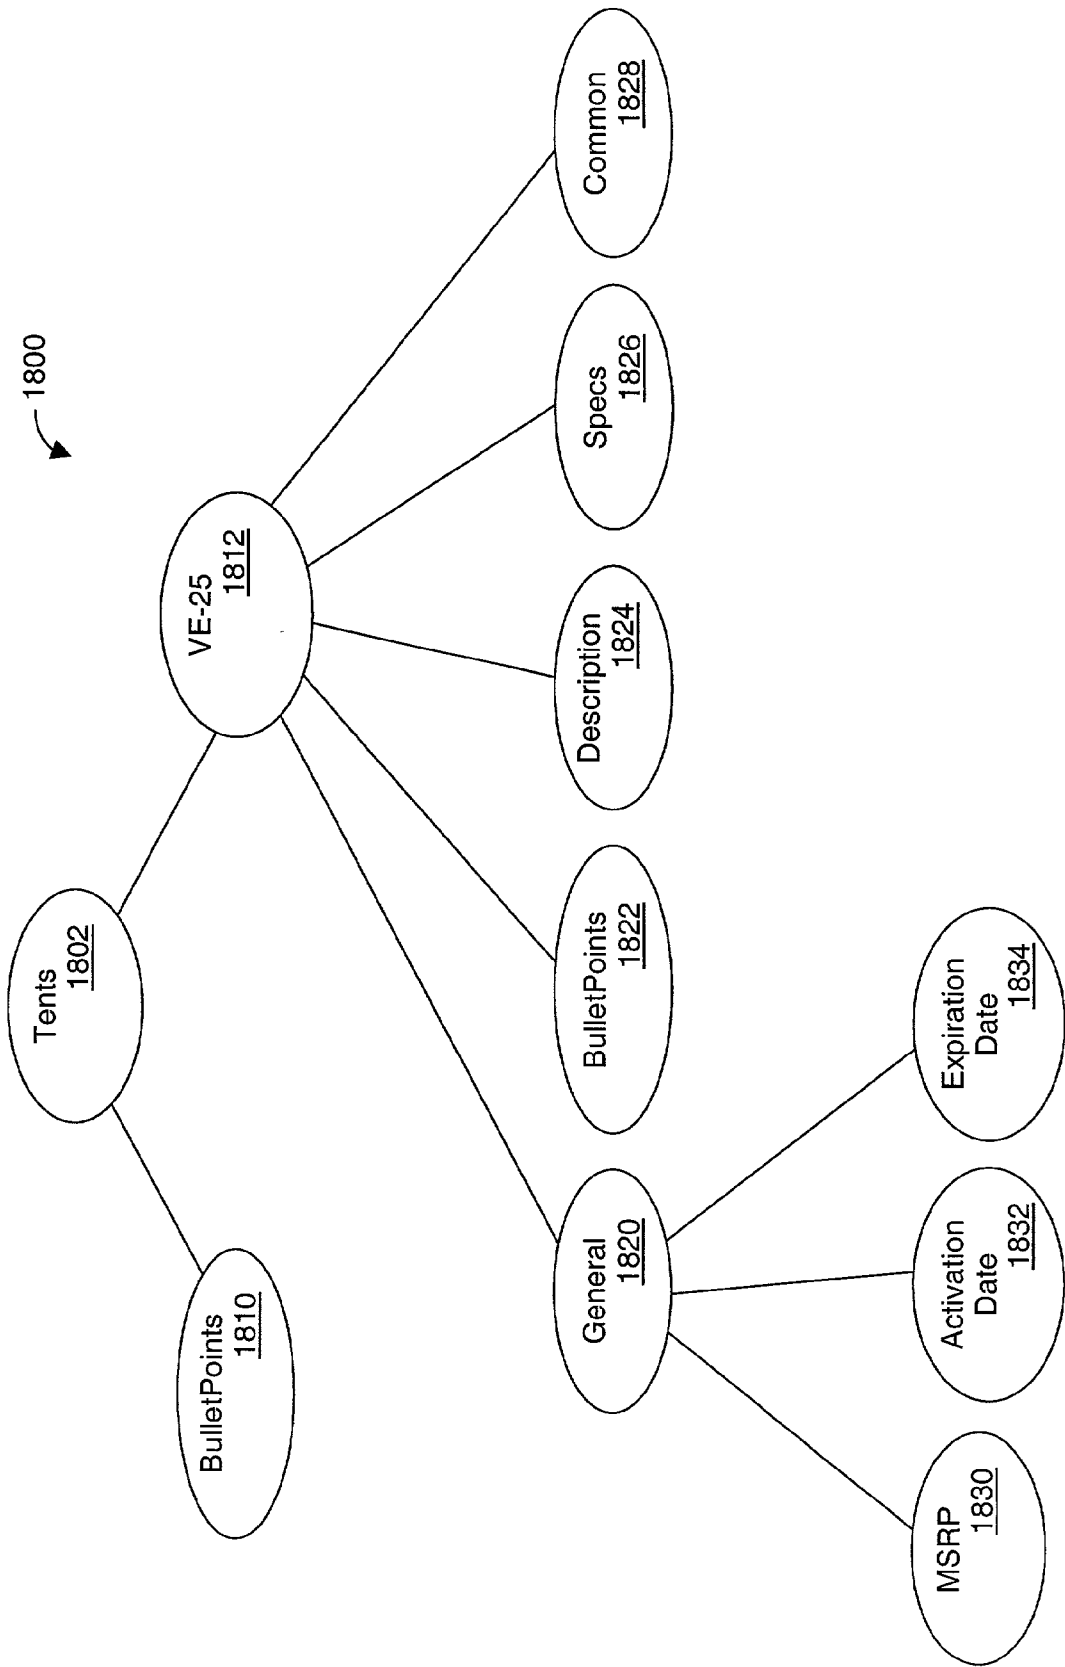 1800
Tents
1802
BulletPoints
1810
VE-25
1812
General
1820
BulletPoints
1822
Description
1824
Specs
1826
Common
1828
MSRP
1830
Activation
Date
1832
Expiration
Date
1834